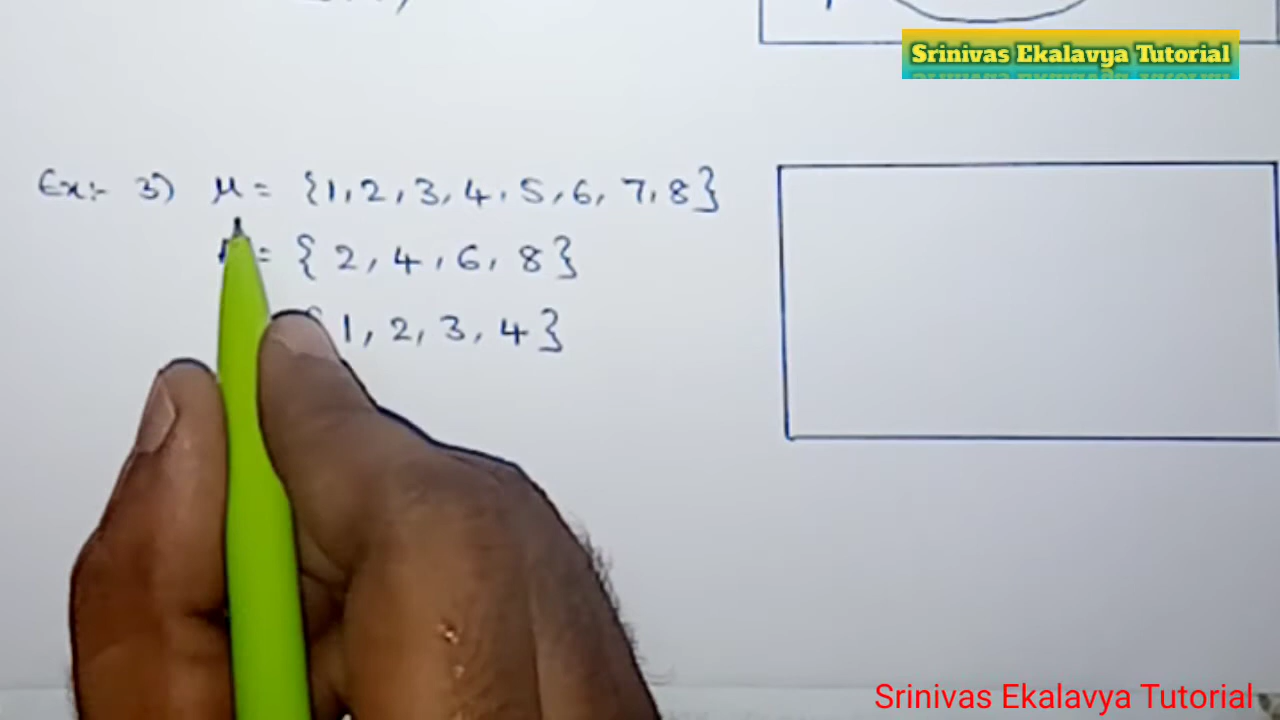 Srinivas Ekalavya Tutorial
Ex:- 3) μ = {1, 2, 3, 4, 5, 6, 7, 8}
= { 2, 4, 6, 8 }
{ 1, 2, 3, 4 }
Srinivas Ekalavya Tutorial